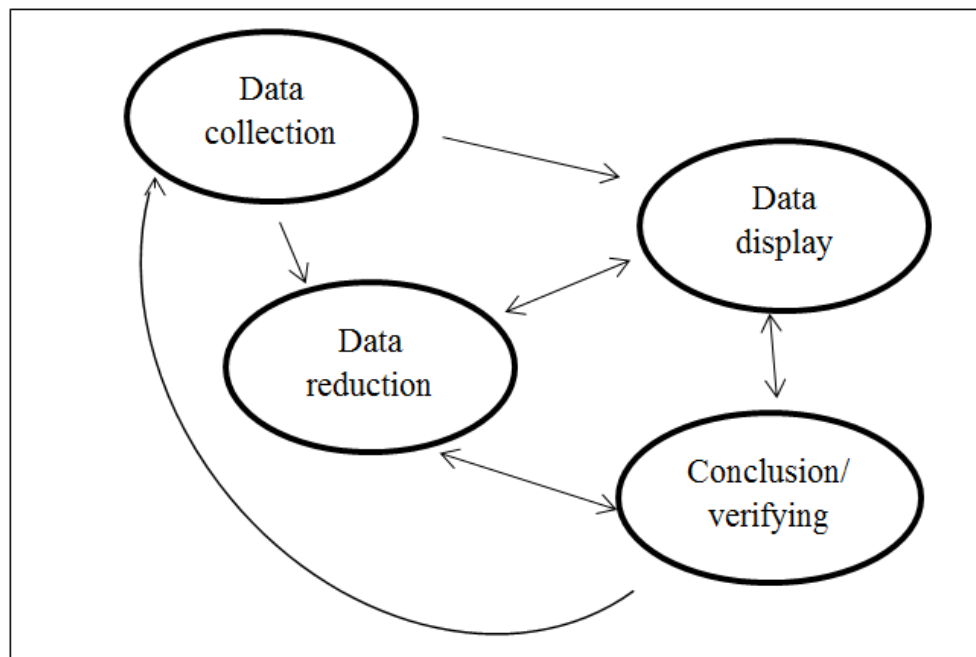 Data
collection
Data
display
Data
reduction
Conclusion/
verifying